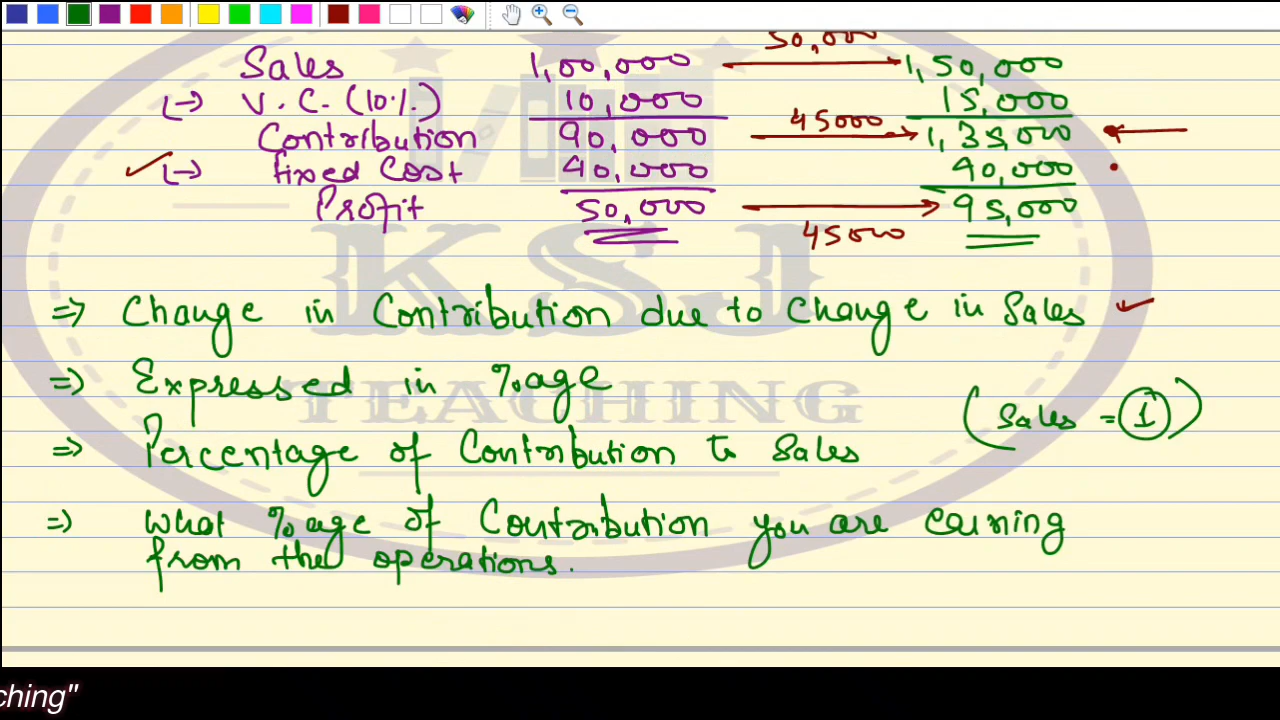 50,000
Sales 1,00,000 → 1,50,000
↳ V.C. (10%.) 10,000 15,000
Contribution 90,000 45000 → 1,35,000 ←
✓ ↳ fixed Cost 40,000 40,000
Profit 50,000 → 95,000
45000
⇒ Change in Contribution due to Change in Sales ✓
⇒ Expressed in %age
(Sales = 1)
⇒ Percentage of Contribution to Sales
⇒ What %age of Contribution you are earning
from the operations.
KSJ
TEACHING
ching"